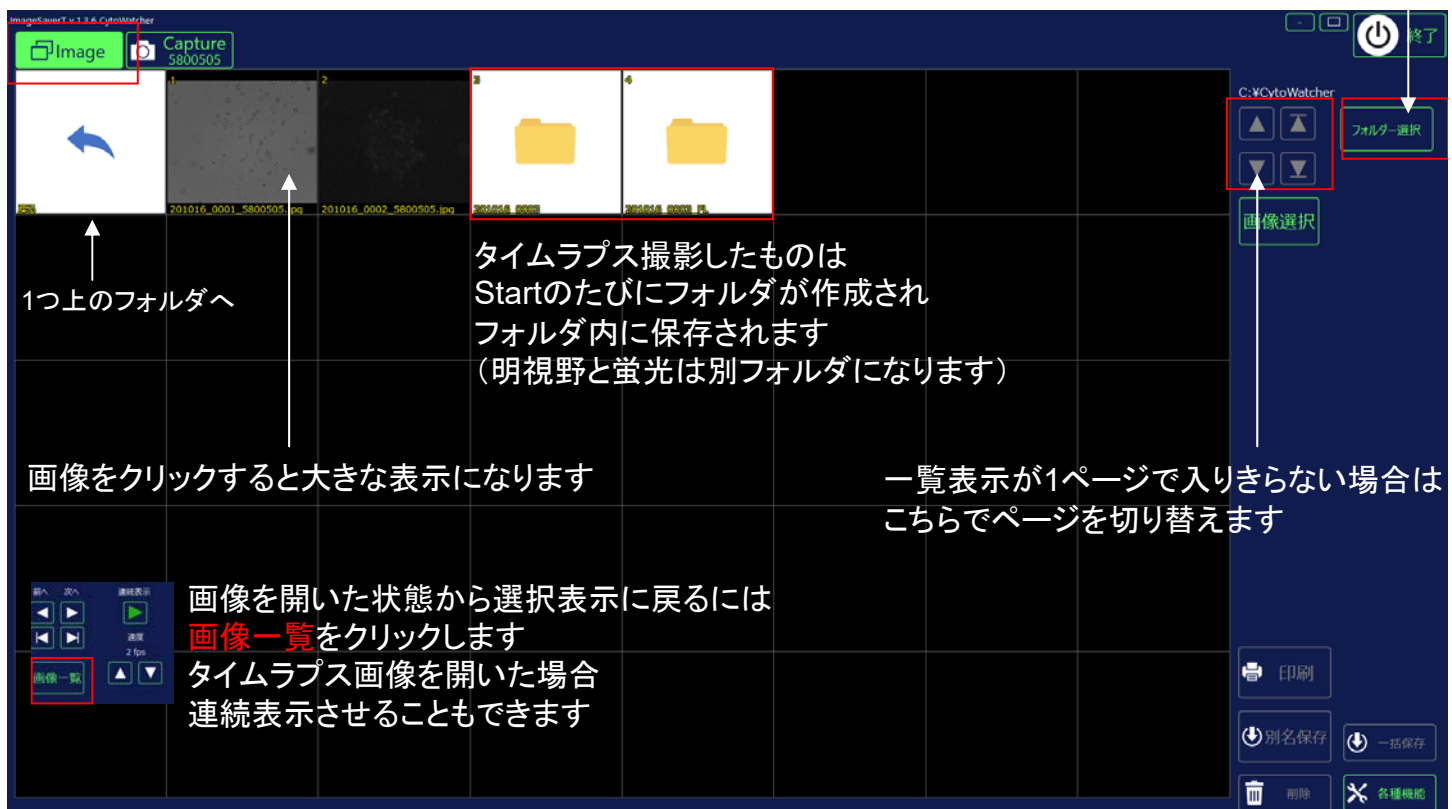 ImageSaverT v 1.3.6 CytoWatcher
Image
Capture
5800505
終了
C:¥CytoWatcher
フォルダー選択
画像選択
1
2
3
4
戻る
201016_0001_5800505.jpg
201016_0002_5800505.jpg
201016_0003
1つ上のフォルダへ
タイムラプス撮影したものは
Startのたびにフォルダが作成され
フォルダ内に保存されます
（明視野と蛍光は別フォルダになります）
画像をクリックすると大きな表示になります
一覧表示が1ページで入りきらない場合は
こちらでページを切り替えます
前へ 次へ 連続表示
速度
2 fps
画像一覧
画像を開いた状態から選択表示に戻るには
画像一覧をクリックします
タイムラプス画像を開いた場合
連続表示させることもできます
印刷
別名保存
一括保存
削除
各種機能